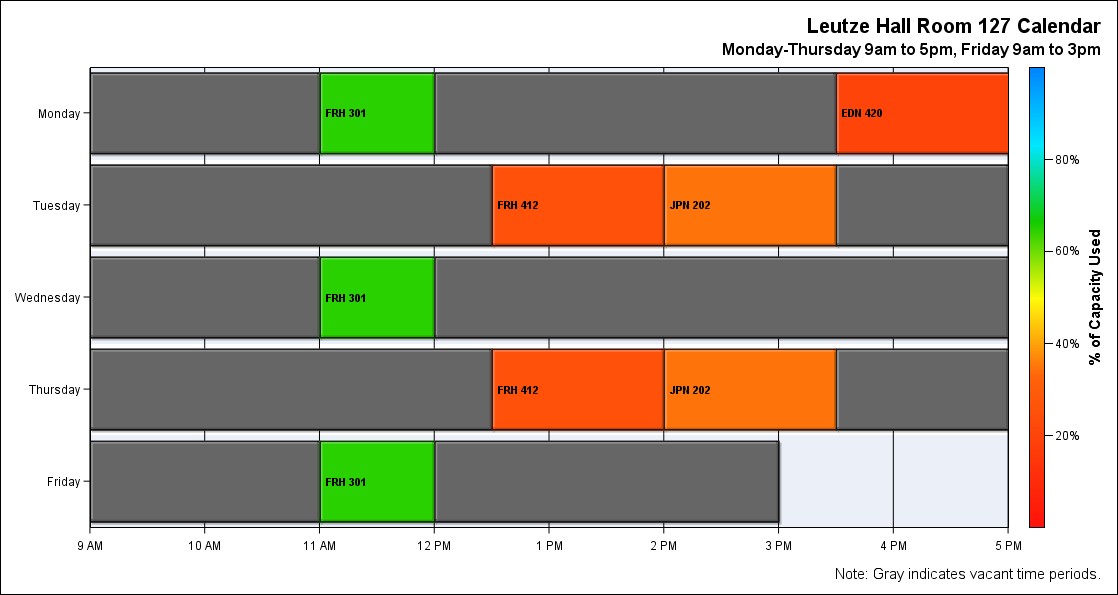 Leutze Hall Room 127 Calendar
Monday-Thursday 9am to 5pm, Friday 9am to 3pm
Monday
FRH 301
EDN 420
Tuesday
FRH 412
JPN 202
Wednesday
FRH 301
Thursday
FRH 412
JPN 202
Friday
FRH 301
9 AM
10 AM
11 AM
12 PM
1 PM
2 PM
3 PM
4 PM
5 PM
80%
60%
40%
20%
% of Capacity Used
Note: Gray indicates vacant time periods.